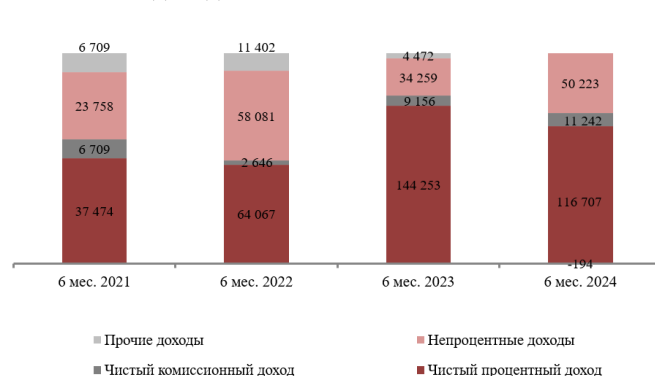 6 709 11 402 4 472
34 259 50 223
23 758 58 081 9 156
6 709 2 646 11 242
144 253
37 474 64 067 116 707
-194
6 мес. 2021 6 мес. 2022 6 мес. 2023 6 мес. 2024
Прочие доходы Непроцентные доходы
Чистый комиссионный доход Чистый процентный доход